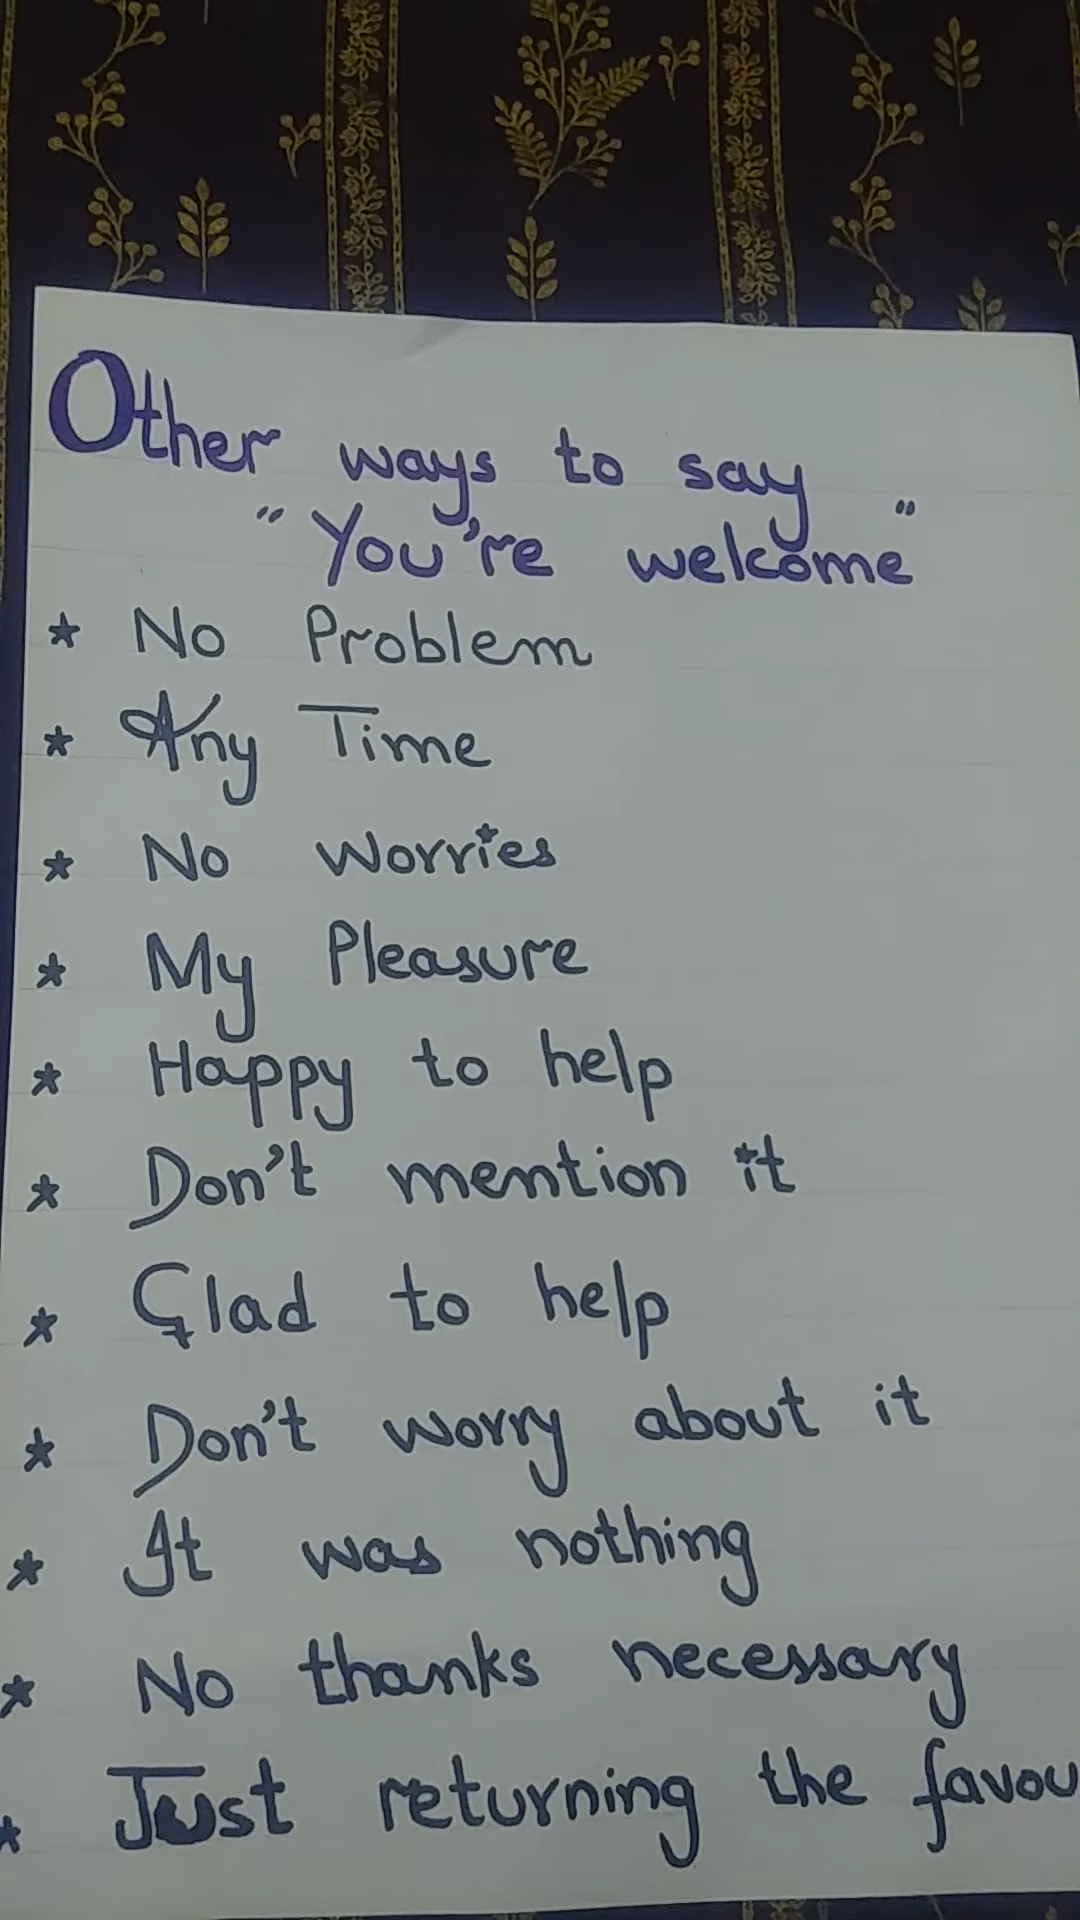 Other ways to say
"You're welcome"
* No Problem
* Any Time
* No Worries
* My Pleasure
* Happy to help
* Don't mention it
* Glad to help
* Don't worry about it
* It was nothing
* No thanks necessary
* Just returning the favou